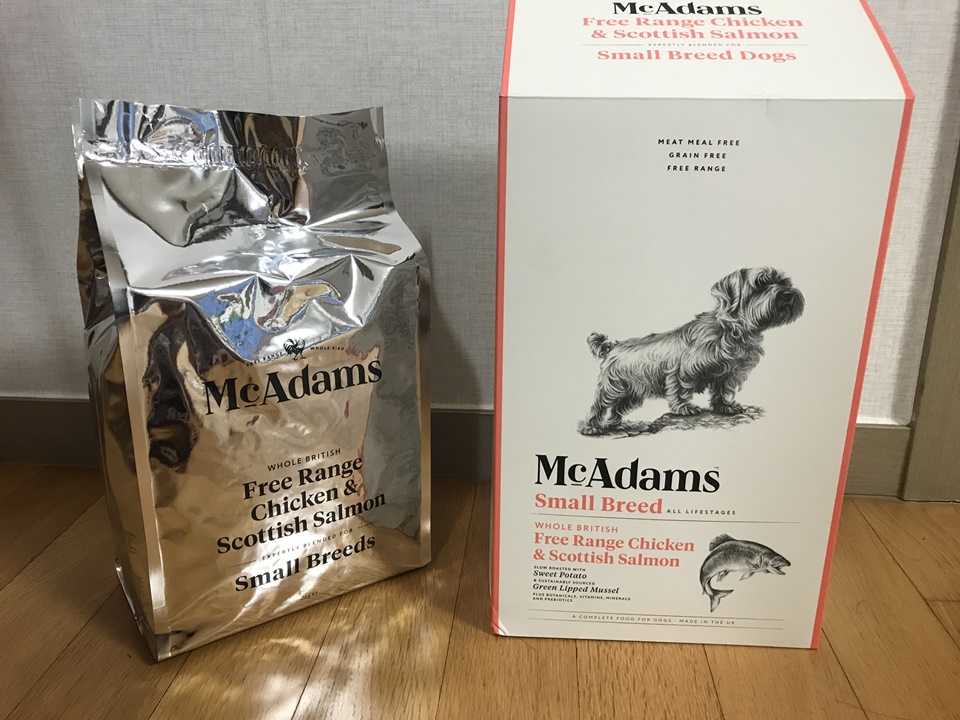 FREE RANGE WHOLE BIRD
McAdams
WHOLE BRITISH
Free Range
Chicken &
Scottish Salmon
EXPERTLY BLENDED FOR
Small Breeds
McAdams
Free Range Chicken
& Scottish Salmon
EXPERTLY BLENDED FOR
Small Breed Dogs
MEAT MEAL FREE
GRAIN FREE
FREE RANGE
McAdams™
Small Breed ALL LIFESTAGES
WHOLE BRITISH
Free Range Chicken
& Scottish Salmon
SLOW ROASTED WITH
Sweet Potato
& SUSTAINABLY SOURCED
Green Lipped Mussel
PLUS BOTANICALS, VITAMINS, MINERALS
AND PREBIOTICS
A COMPLETE FOOD FOR DOGS · MADE IN THE UK